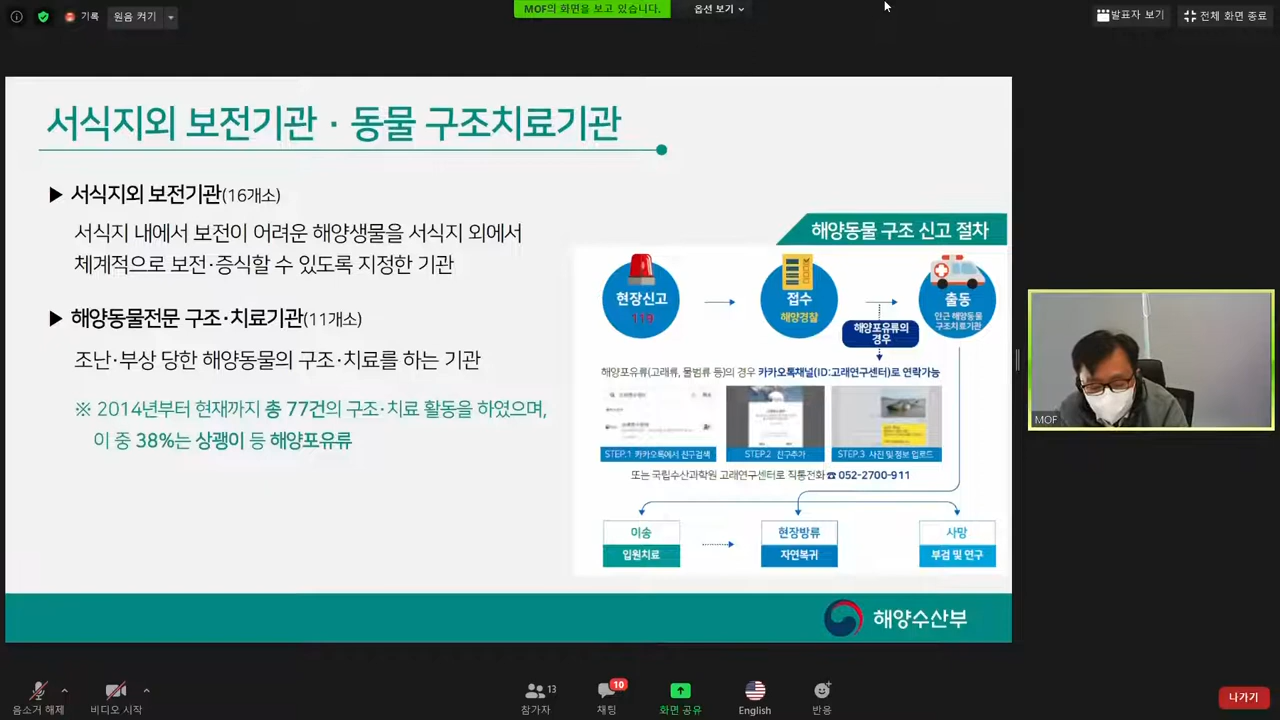 기록
원음 켜기
MOF의 화면을 보고 있습니다.
옵션 보기
발표자 보기
전체 화면 종료
서식지외 보전기관 · 동물 구조치료기관
▶ 서식지외 보전기관(16개소)
서식지 내에서 보전이 어려운 해양생물을 서식지 외에서
체계적으로 보전·증식할 수 있도록 지정한 기관
▶ 해양동물전문 구조·치료기관(11개소)
조난·부상 당한 해양동물의 구조·치료를 하는 기관
※ 2014년부터 현재까지 총 77건의 구조·치료 활동을 하였으며,
이 중 38%는 상괭이 등 해양포유류
해양동물 구조 신고 절차
현장신고
119
접수
해양경찰
출동
인근 해양동물
구조치료기관
해양포유류의
경우
해양포유류(고래류, 물범류 등)의 경우 카카오톡채널(ID:고래연구센터)로 연락가능
STEP.1 카카오톡에서 친구검색
STEP.2 친구추가
STEP.3 사진 및 정보 업로드
또는 국립수산과학원 고래연구센터로 직통전화 ☎ 052-2700-911
이송
입원치료
현장방류
자연복귀
사망
부검 및 연구
해양수산부
MOF
음소거 해제
비디오 시작
13
참가자
10
채팅
화면 공유
English
반응
나가기